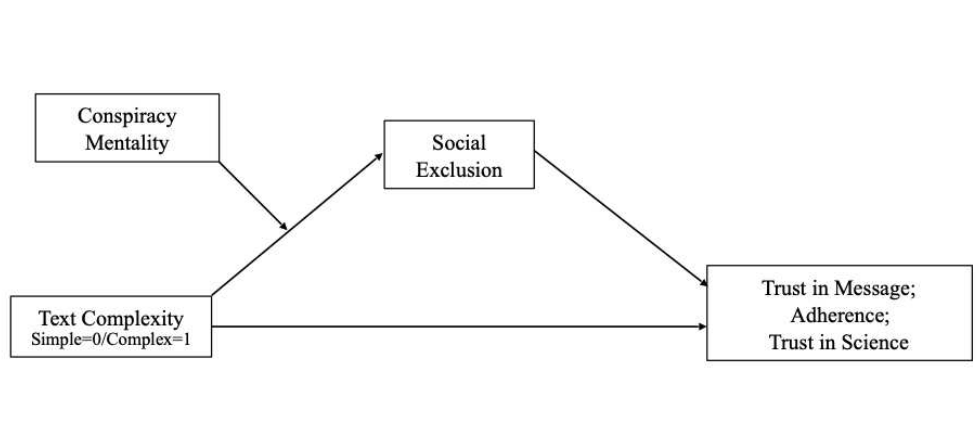 Conspiracy
Mentality
Social
Exclusion
Text Complexity
Simple=0/Complex=1
Trust in Message;
Adherence;
Trust in Science